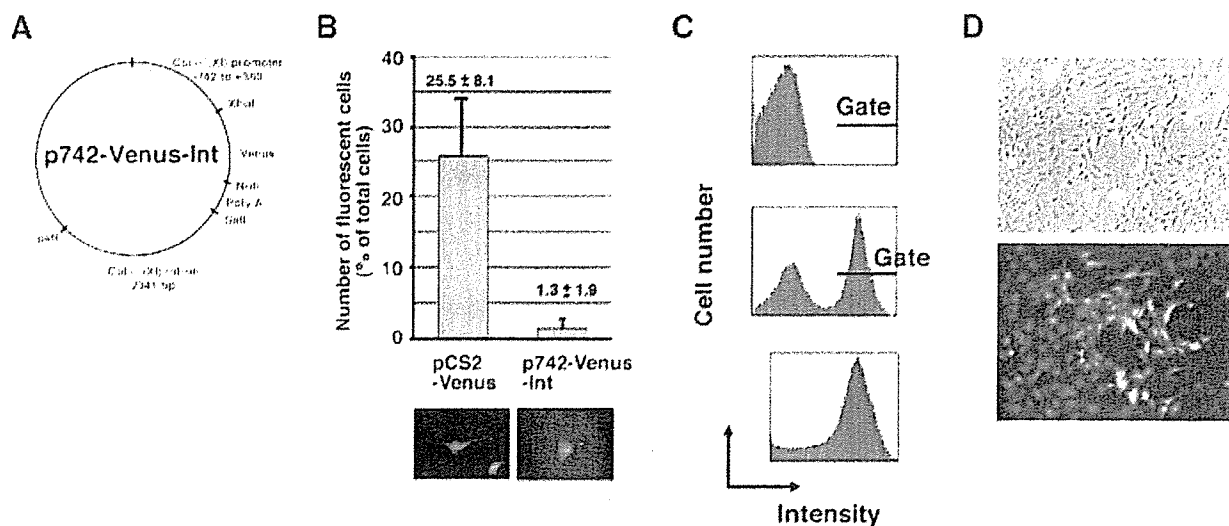 A
XbaI
p742-Venus-Int
Venus
NotI
Poly A
SalI
B
40
25.5 ± 8.1
30
20
10
1.3 ± 1.9
0
Number of fluorescent cells
(% of total cells)
pCS2
-Venus
p742-Venus
-Int
C
Gate
Gate
Cell number
Intensity
D